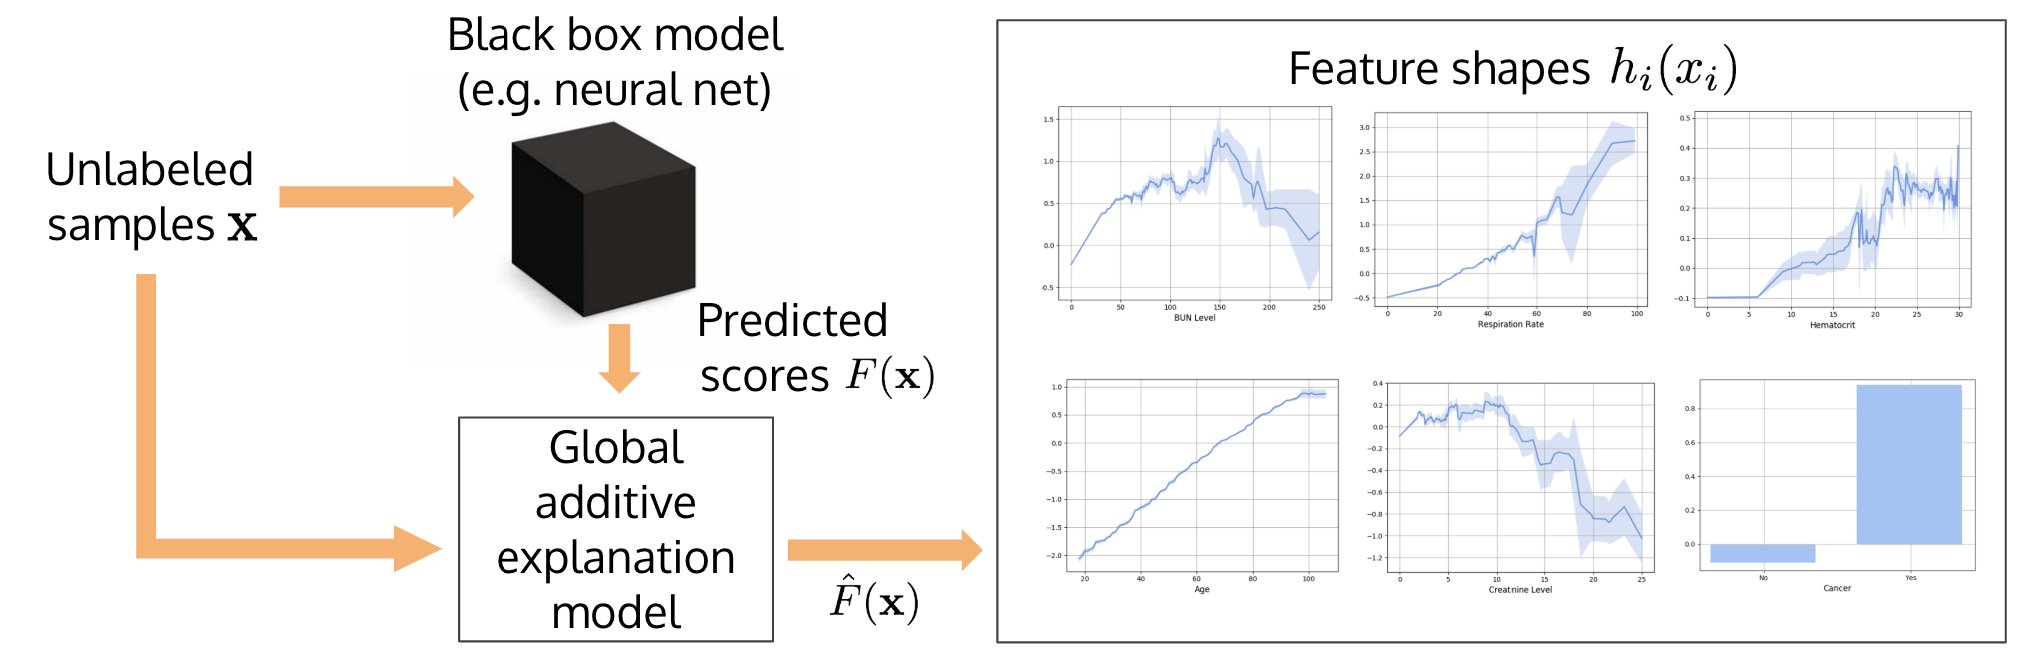 Black box model
(e.g. neural net)
Unlabeled
samples x
Predicted
scores F(x)
Global
additive
explanation
model
F̂(x)
Feature shapes hᵢ(xᵢ)
1.5
1.0
0.5
0.0
−0.5
0 50 100 150 200 250
BUN Level
3.0
2.5
2.0
1.5
1.0
0.5
0.0
−0.5
0 20 40 60 80 100
Respiration Rate
0.5
0.4
0.3
0.2
0.1
0.0
−0.1
0 5 10 15 20 25 30
Hematocrit
1.0
0.5
0.0
−0.5
−1.0
−1.5
−2.0
20 40 60 80 100
Age
0.4
0.2
0.0
−0.2
−0.4
−0.6
−0.8
−1.0
−1.2
0 5 10 15 20 25
Creatnine Level
0.8
0.6
0.4
0.2
0.0
No Yes
Cancer